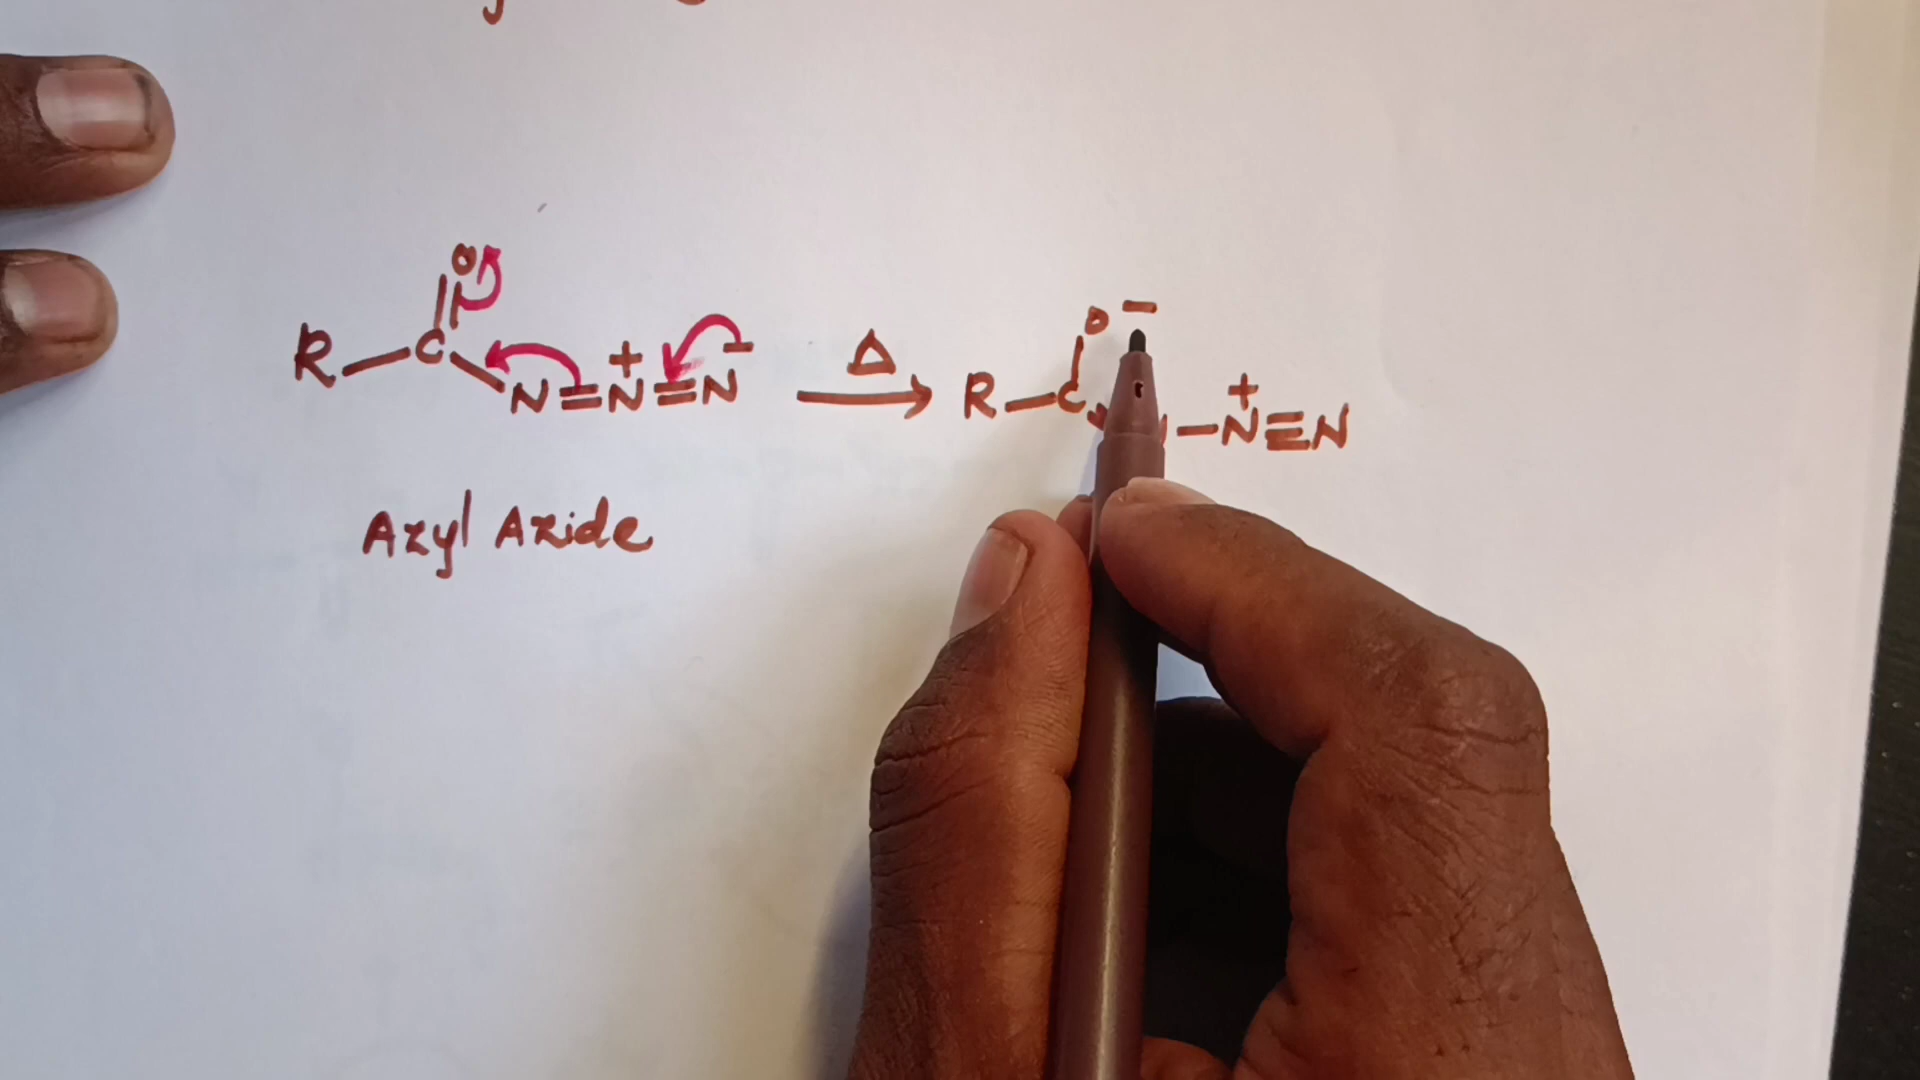 O O −
R — C — N = N⁺ = N⁻ Δ → R — C N — N⁺ ≡ N
Azyl Azide